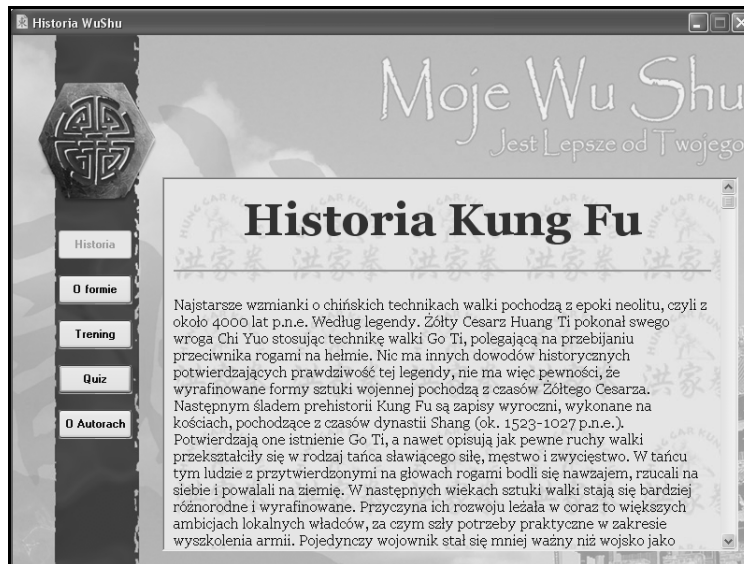 Historia WuShu
Moje Wu Shu
Jest Lepsze od Twojego
Historia
O formie
Trening
Quiz
O Autorach
Historia Kung Fu
Najstarsze wzmianki o chińskich technikach walki pochodzą z epoki neolitu, czyli z
około 4000 lat p.n.e. Według legendy. Żółty Cesarz Huang Ti pokonał swego
wroga Chi Yuo stosując technikę walki Go Ti, polegającą na przebijaniu
przeciwnika rogami na hełmie. Nic ma innych dowodów historycznych
potwierdzających prawdziwość tej legendy, nie ma więc pewności, że
wyrafinowane formy sztuki wojennej pochodzą z czasów Żółtego Cesarza.
Następnym śladem prehistorii Kung Fu są zapisy wyroczni, wykonane na
kościach, pochodzące z czasów dynastii Shang (ok. 1523-1027 p.n.e.).
Potwierdzają one istnienie Go Ti, a nawet opisują jak pewne ruchy walki
przekształciły się w rodzaj tańca sławiącego siłę, męstwo i zwycięstwo. W tańcu
tym ludzie z przytwierdzonymi na głowach rogami bodli się nawzajem, rzucali na
siebie i powalali na ziemię. W następnych wiekach sztuki walki stają się bardziej
różnorodne i wyrafinowane. Przyczyna ich rozwoju leżała w coraz to większych
ambicjach lokalnych władców, za czym szły potrzeby praktyczne w zakresie
wyszkolenia armii. Pojedynczy wojownik stał się mniej ważny niż wojsko jako
HUNG GAR KUNG FU
洪家拳